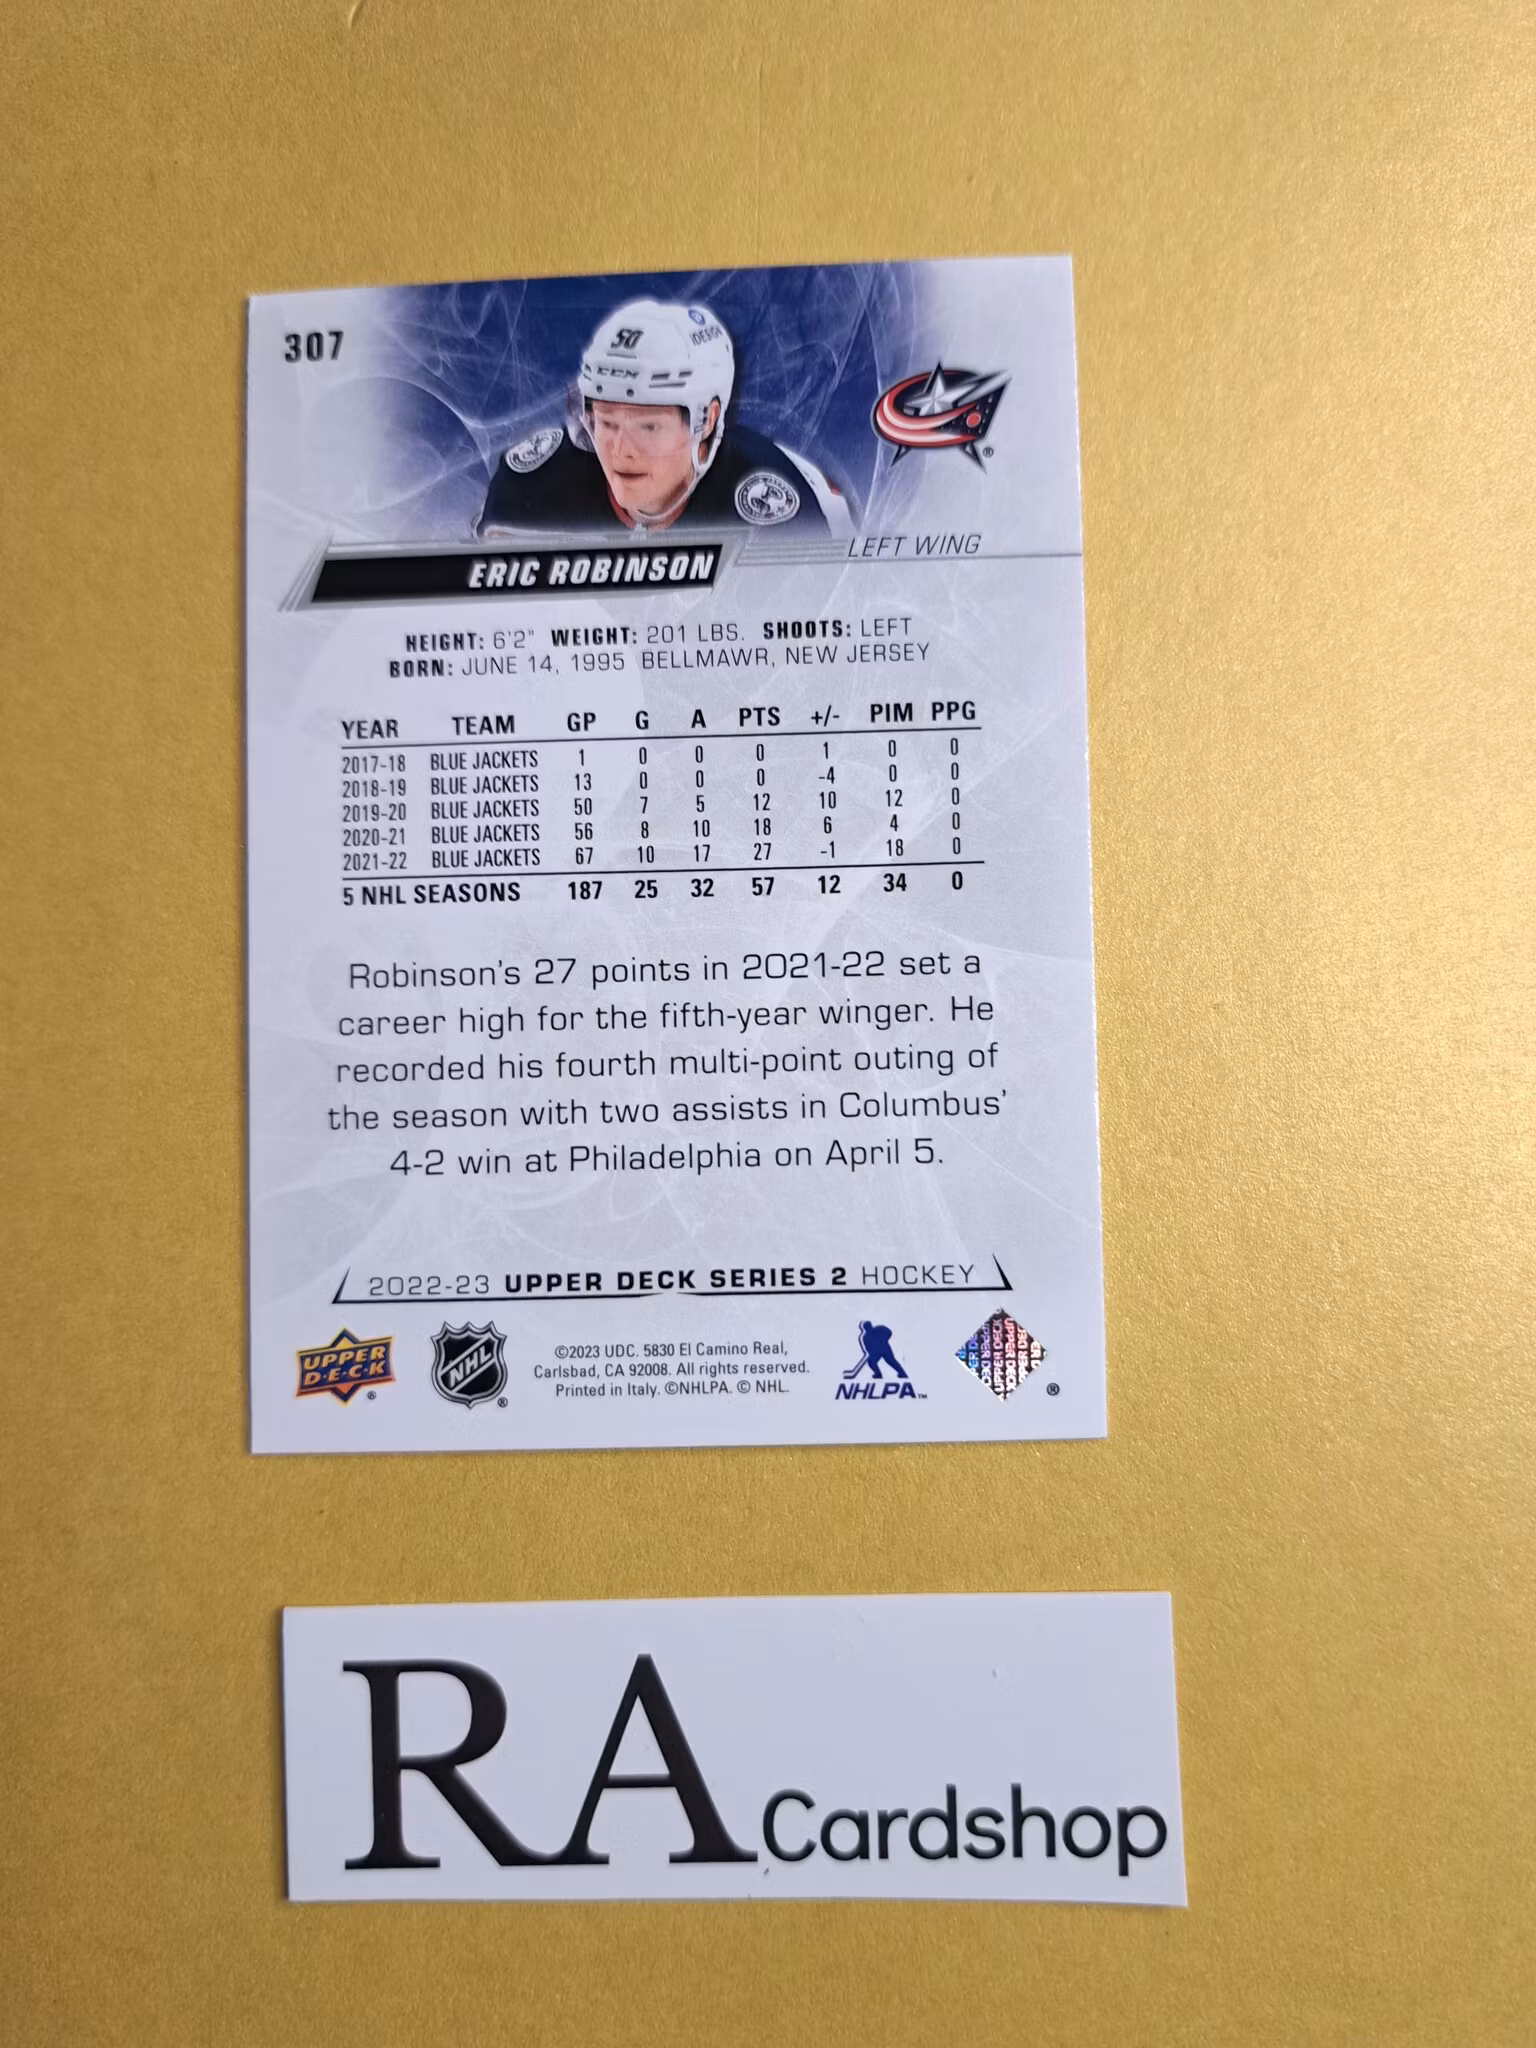 307
50
CCM
LEFT WING
ERIC ROBINSON
HEIGHT: 6'2" WEIGHT: 201 LBS. SHOOTS: LEFT
BORN: JUNE 14, 1995 BELLMAWR, NEW JERSEY
YEAR TEAM GP G A PTS +/- PIM PPG
2017-18 BLUE JACKETS 1 0 0 0 1 0 0
2018-19 BLUE JACKETS 13 0 0 0 -4 0 0
2019-20 BLUE JACKETS 50 7 5 12 10 12 0
2020-21 BLUE JACKETS 56 8 10 18 6 4 0
2021-22 BLUE JACKETS 67 10 17 27 -1 18 0
5 NHL SEASONS 187 25 32 57 12 34 0
Robinson's 27 points in 2021-22 set a
career high for the fifth-year winger. He
recorded his fourth multi-point outing of
the season with two assists in Columbus'
4-2 win at Philadelphia on April 5.
2022-23 UPPER DECK SERIES 2 HOCKEY
UPPER
D·E·C·K
®
NHL
®
©2023 UDC. 5830 El Camino Real,
Carlsbad, CA 92008. All rights reserved.
Printed in Italy. ©NHLPA. © NHL.
NHLPA™
UPPER DECK
®
RA Cardshop